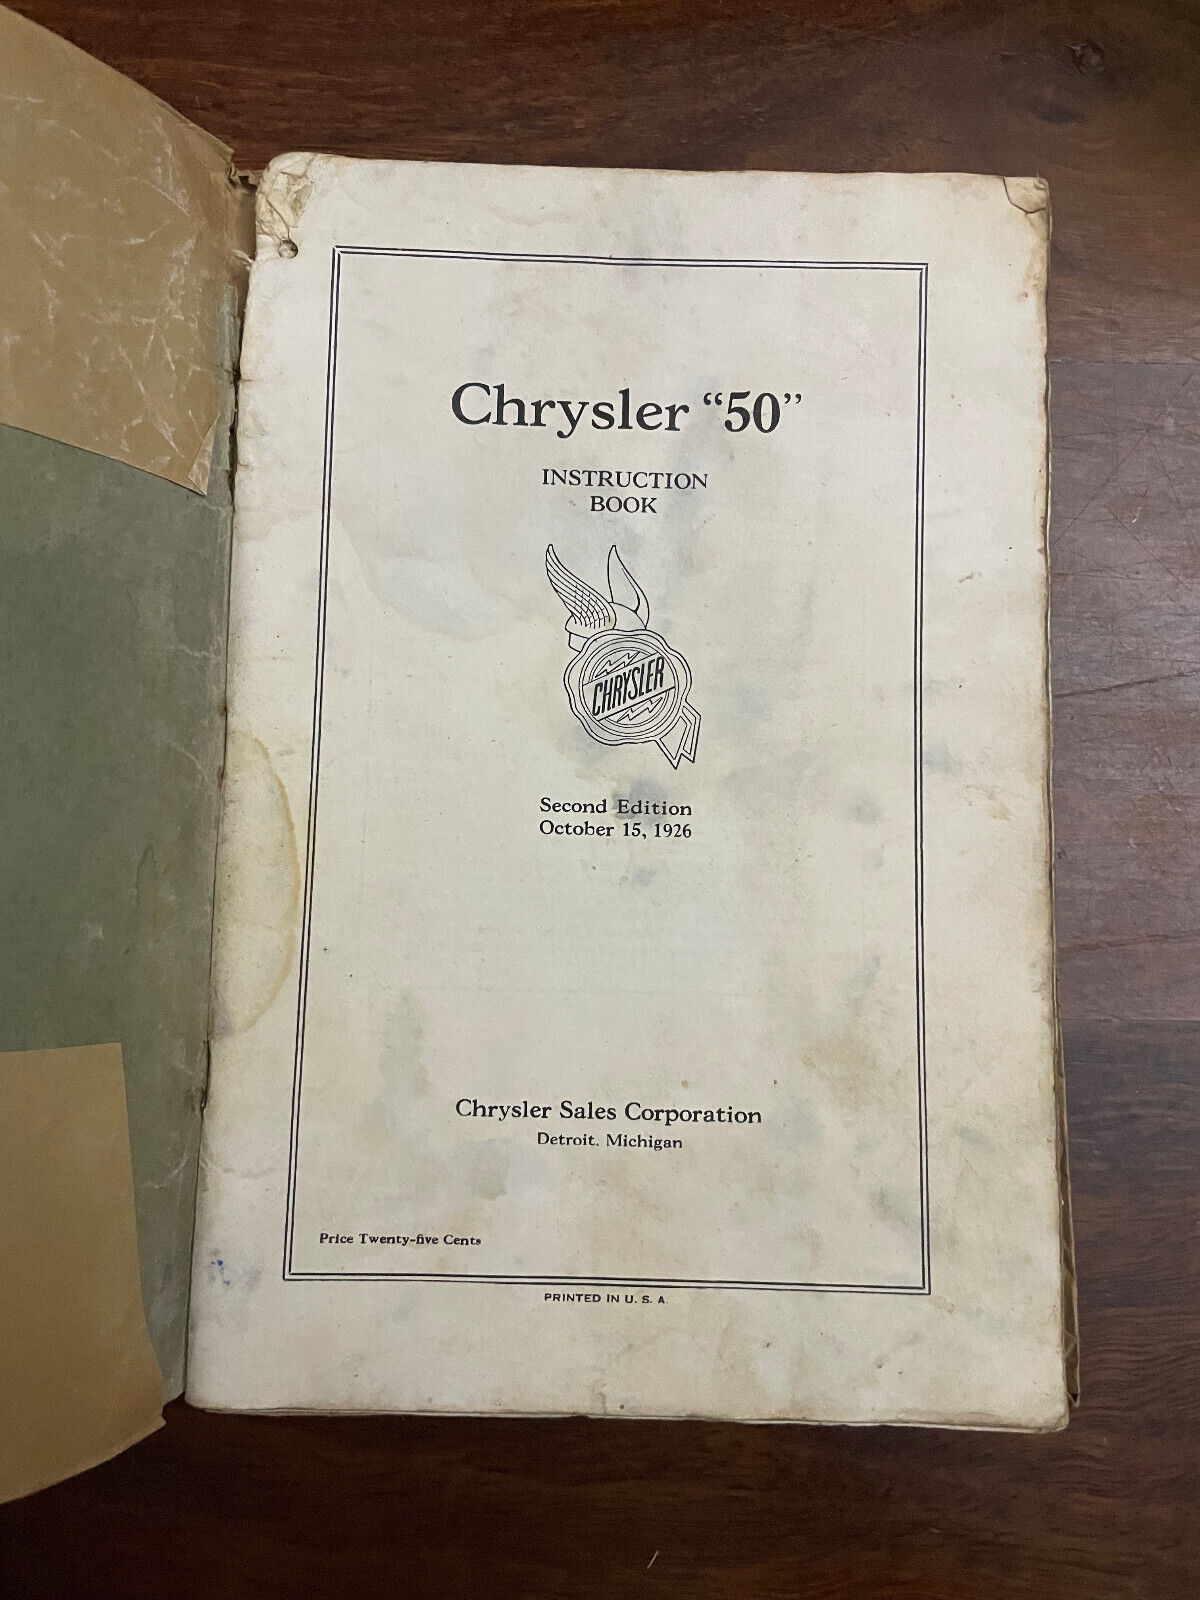 Chrysler “50”
INSTRUCTION
BOOK
CHRYSLER
Second Edition
October 15, 1926
Chrysler Sales Corporation
Detroit, Michigan
Price Twenty-five Cents
PRINTED IN U. S. A.